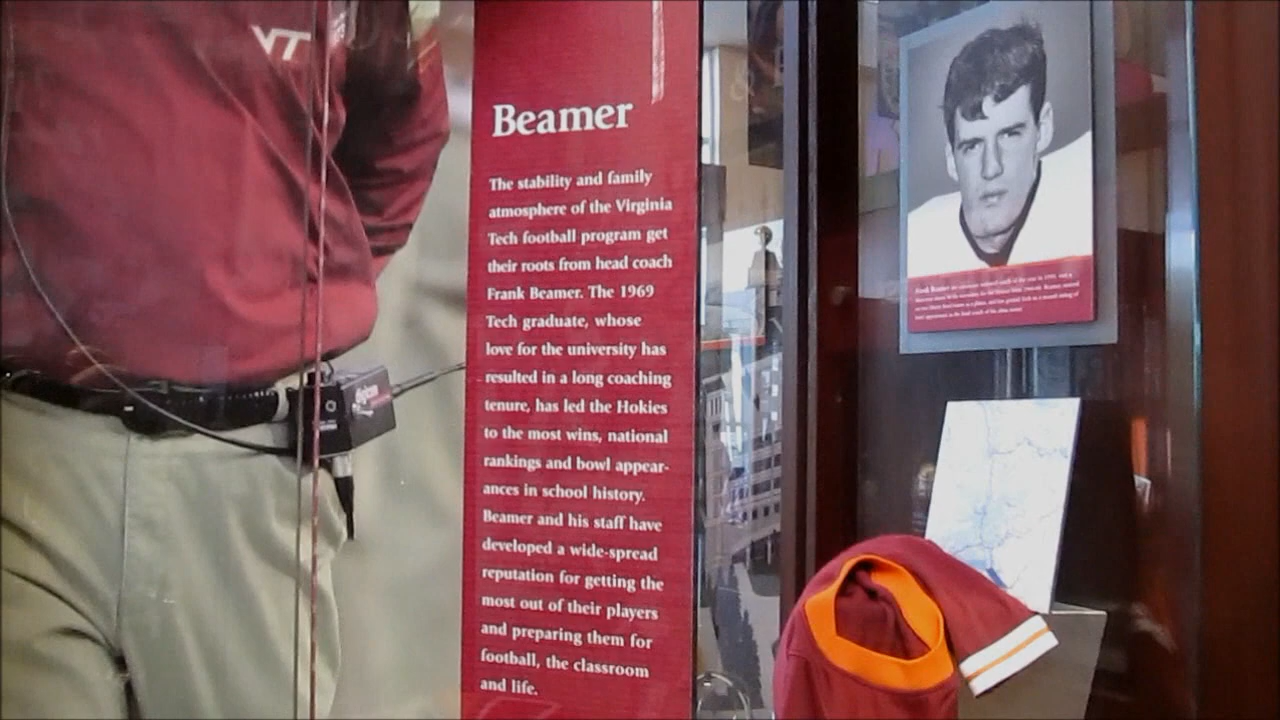 VT
Beamer
The stability and family
atmosphere of the Virginia
Tech football program get
their roots from head coach
Frank Beamer. The 1969
Tech graduate, whose
love for the university has
resulted in a long coaching
tenure, has led the Hokies
to the most wins, national
rankings and bowl appear-
ances in school history.
Beamer and his staff have
developed a wide-spread
reputation for getting the
most out of their players
and preparing them for
football, the classroom
and life.
Frank Beamer